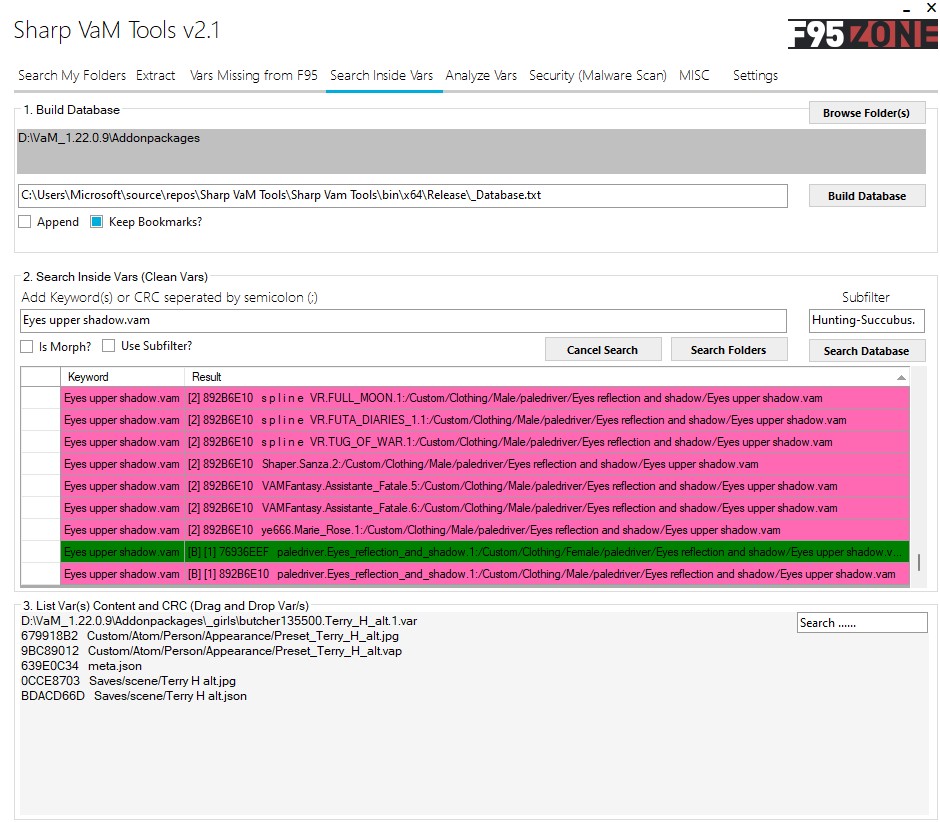 Sharp VaM Tools v2.1
F95 ZONE
Search My Folders Extract Vars Missing from F95 Search Inside Vars Analyze Vars Security (Malware Scan) MISC Settings
1. Build Database
Browse Folder(s)
D:\VaM_1.22.0.9\Addonpackages
C:\Users\Microsoft\source\repos\Sharp VaM Tools\Sharp Vam Tools\bin\x64\Release\_Database.txt
Build Database
Append Keep Bookmarks?
2. Search Inside Vars (Clean Vars)
Add Keyword(s) or CRC seperated by semicolon (;) Subfilter
Eyes upper shadow.vam Hunting-Succubus.
Is Morph? Use Subfilter? Cancel Search Search Folders Search Database
Keyword Result
Eyes upper shadow.vam [2] 892B6E10 s p l i n e VR.FULL_MOON.1:/Custom/Clothing/Male/paledriver/Eyes reflection and shadow/Eyes upper shadow.vam
Eyes upper shadow.vam [2] 892B6E10 s p l i n e VR.FUTA_DIARIES_1.1:/Custom/Clothing/Male/paledriver/Eyes reflection and shadow/Eyes upper shadow.vam
Eyes upper shadow.vam [2] 892B6E10 s p l i n e VR.TUG_OF_WAR.1:/Custom/Clothing/Male/paledriver/Eyes reflection and shadow/Eyes upper shadow.vam
Eyes upper shadow.vam [2] 892B6E10 Shaper.Sanza.2:/Custom/Clothing/Male/paledriver/Eyes reflection and shadow/Eyes upper shadow.vam
Eyes upper shadow.vam [2] 892B6E10 VAMFantasy.Assistante_Fatale.5:/Custom/Clothing/Male/paledriver/Eyes reflection and shadow/Eyes upper shadow.vam
Eyes upper shadow.vam [2] 892B6E10 VAMFantasy.Assistante_Fatale.6:/Custom/Clothing/Male/paledriver/Eyes reflection and shadow/Eyes upper shadow.vam
Eyes upper shadow.vam [2] 892B6E10 ye666.Marie_Rose.1:/Custom/Clothing/Male/paledriver/Eyes reflection and shadow/Eyes upper shadow.vam
Eyes upper shadow.vam [B] [1] 76936EEF paledriver.Eyes_reflection_and_shadow.1:/Custom/Clothing/Female/paledriver/Eyes reflection and shadow/Eyes upper shadow.v...
Eyes upper shadow.vam [B] [1] 892B6E10 paledriver.Eyes_reflection_and_shadow.1:/Custom/Clothing/Male/paledriver/Eyes reflection and shadow/Eyes upper shadow.vam
3. List Var(s) Content and CRC (Drag and Drop Var/s)
D:\VaM_1.22.0.9\Addonpackages\_girls\butcher135500.Terry_H_alt.1.var
Search ......
679918B2 Custom/Atom/Person/Appearance/Preset_Terry_H_alt.jpg
9BC89012 Custom/Atom/Person/Appearance/Preset_Terry_H_alt.vap
639E0C34 meta.json
0CCE8703 Saves/scene/Terry H alt.jpg
BDACD66D Saves/scene/Terry H alt.json